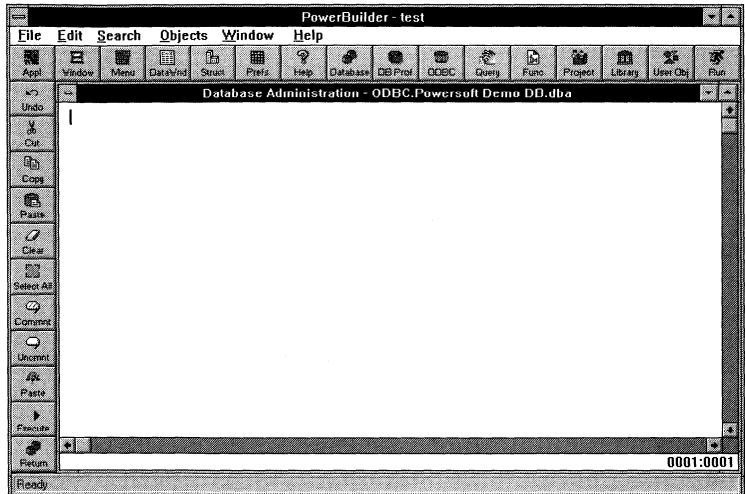 PowerBuilder - test
File Edit Search Objects Window Help
Appl Window Menu DataWnd Struct Prefs Help Database DB Prof ODBC Query Func Project Library User Obj Run
Database Administration - ODBC.Powersoft Demo DD.dba
Undo
Cut
Copy
Paste
Clear
Select All
Commnt
Uncmnt
Paste
Execute
Return
0001:0001
Ready